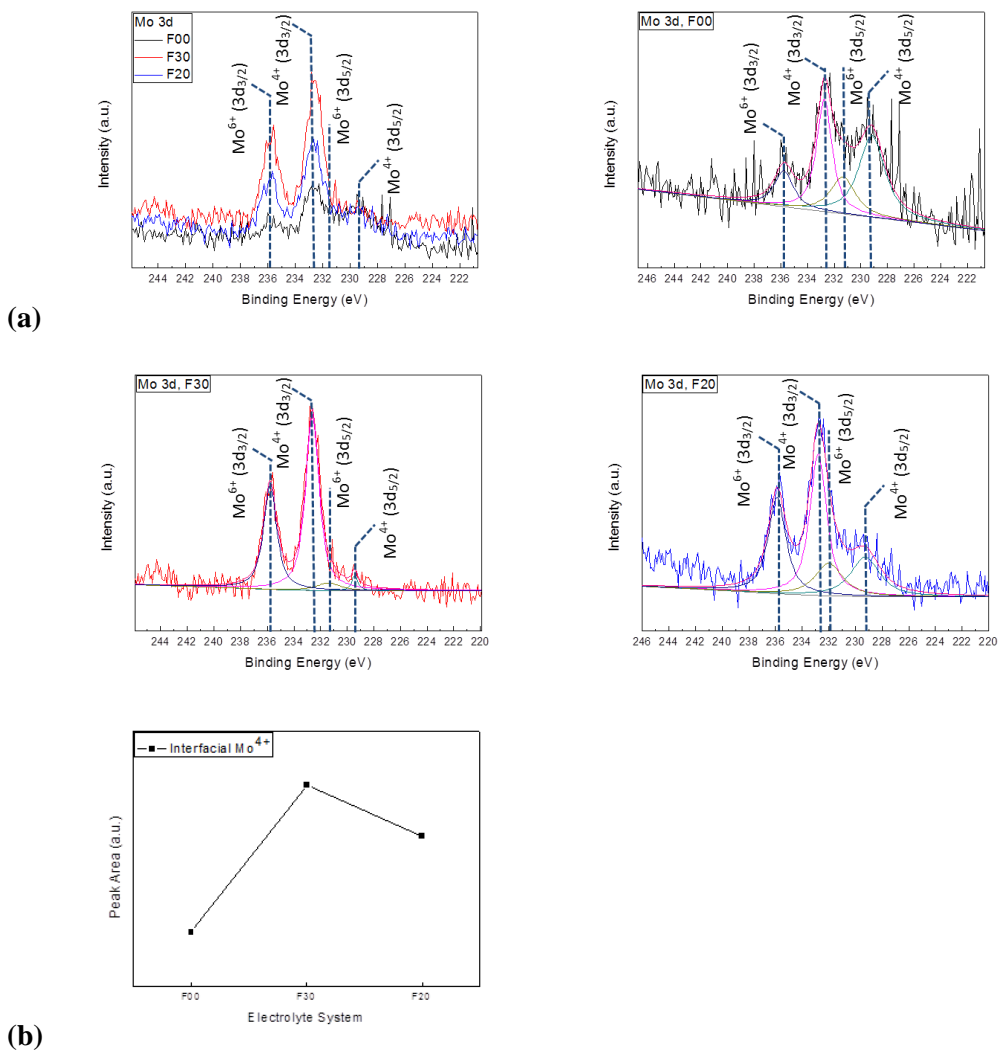 Mo 3d
F00
F30
F20
Mo⁶⁺ (3d₃/₂)
Mo⁴⁺ (3d₃/₂)
Mo⁶⁺ (3d₅/₂)
Mo⁴⁺ (3d₅/₂)
Intensity (a.u.)
244 242 240 238 236 234 232 230 228 226 224 222
Binding Energy (eV)
Mo 3d, F00
Mo⁶⁺ (3d₃/₂)
Mo⁴⁺ (3d₃/₂)
Mo⁶⁺ (3d₅/₂)
Mo⁴⁺ (3d₅/₂)
Intensity (a.u.)
246 244 242 240 238 236 234 232 230 228 226 224 222
Binding Energy (eV)
(a)
Mo 3d, F30
Mo⁶⁺ (3d₃/₂)
Mo⁴⁺ (3d₃/₂)
Mo⁶⁺ (3d₅/₂)
Mo⁴⁺ (3d₅/₂)
Intensity (a.u.)
244 242 240 238 236 234 232 230 228 226 224 222 220
Binding Energy (eV)
Mo 3d, F20
Mo⁶⁺ (3d₃/₂)
Mo⁴⁺ (3d₃/₂)
Mo⁶⁺ (3d₅/₂)
Mo⁴⁺ (3d₅/₂)
Intensity (a.u.)
246 244 242 240 238 236 234 232 230 228 226 224 222 220
Binding Energy (eV)
Interfacial Mo⁴⁺
Peak Area (a.u.)
F00 F30 F20
Electrolyte System
(b)